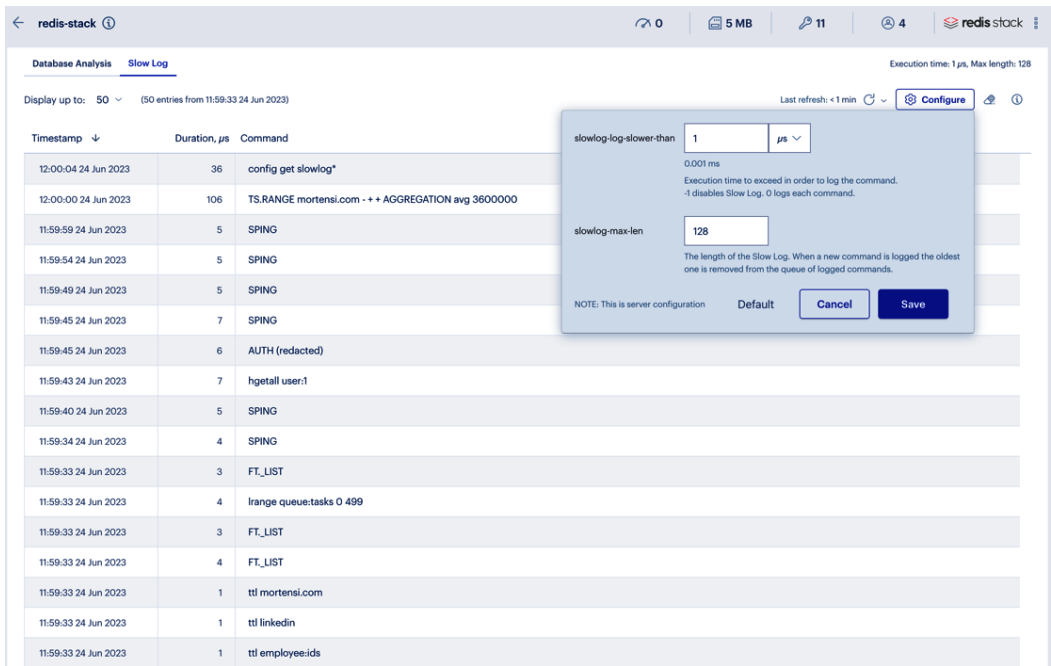 redis-stack
0 5 MB 11 4 redis stack
Database Analysis Slow Log Execution time: 1 µs, Max length: 128
Display up to: 50 (50 entries from 11:59:33 24 Jun 2023) Last refresh: < 1 min Configure
Timestamp Duration, µs Command
12:00:04 24 Jun 2023 36 config get slowlog*
12:00:00 24 Jun 2023 106 TS.RANGE mortensi.com - + + AGGREGATION avg 3600000
11:59:59 24 Jun 2023 5 SPING
11:59:54 24 Jun 2023 5 SPING
11:59:49 24 Jun 2023 5 SPING
11:59:45 24 Jun 2023 7 SPING
11:59:45 24 Jun 2023 6 AUTH (redacted)
11:59:43 24 Jun 2023 7 hgetall user:1
11:59:40 24 Jun 2023 5 SPING
11:59:34 24 Jun 2023 4 SPING
11:59:33 24 Jun 2023 3 FT._LIST
11:59:33 24 Jun 2023 4 lrange queue:tasks 0 499
11:59:33 24 Jun 2023 3 FT._LIST
11:59:33 24 Jun 2023 4 FT._LIST
11:59:33 24 Jun 2023 1 ttl mortensi.com
11:59:33 24 Jun 2023 1 ttl linkedin
11:59:33 24 Jun 2023 1 ttl employee:ids
slowlog-log-slower-than 1 µs
0.001 ms
Execution time to exceed in order to log the command.
-1 disables Slow Log. 0 logs each command.
slowlog-max-len 128
The length of the Slow Log. When a new command is logged the oldest
one is removed from the queue of logged commands.
NOTE: This is server configuration Default Cancel Save